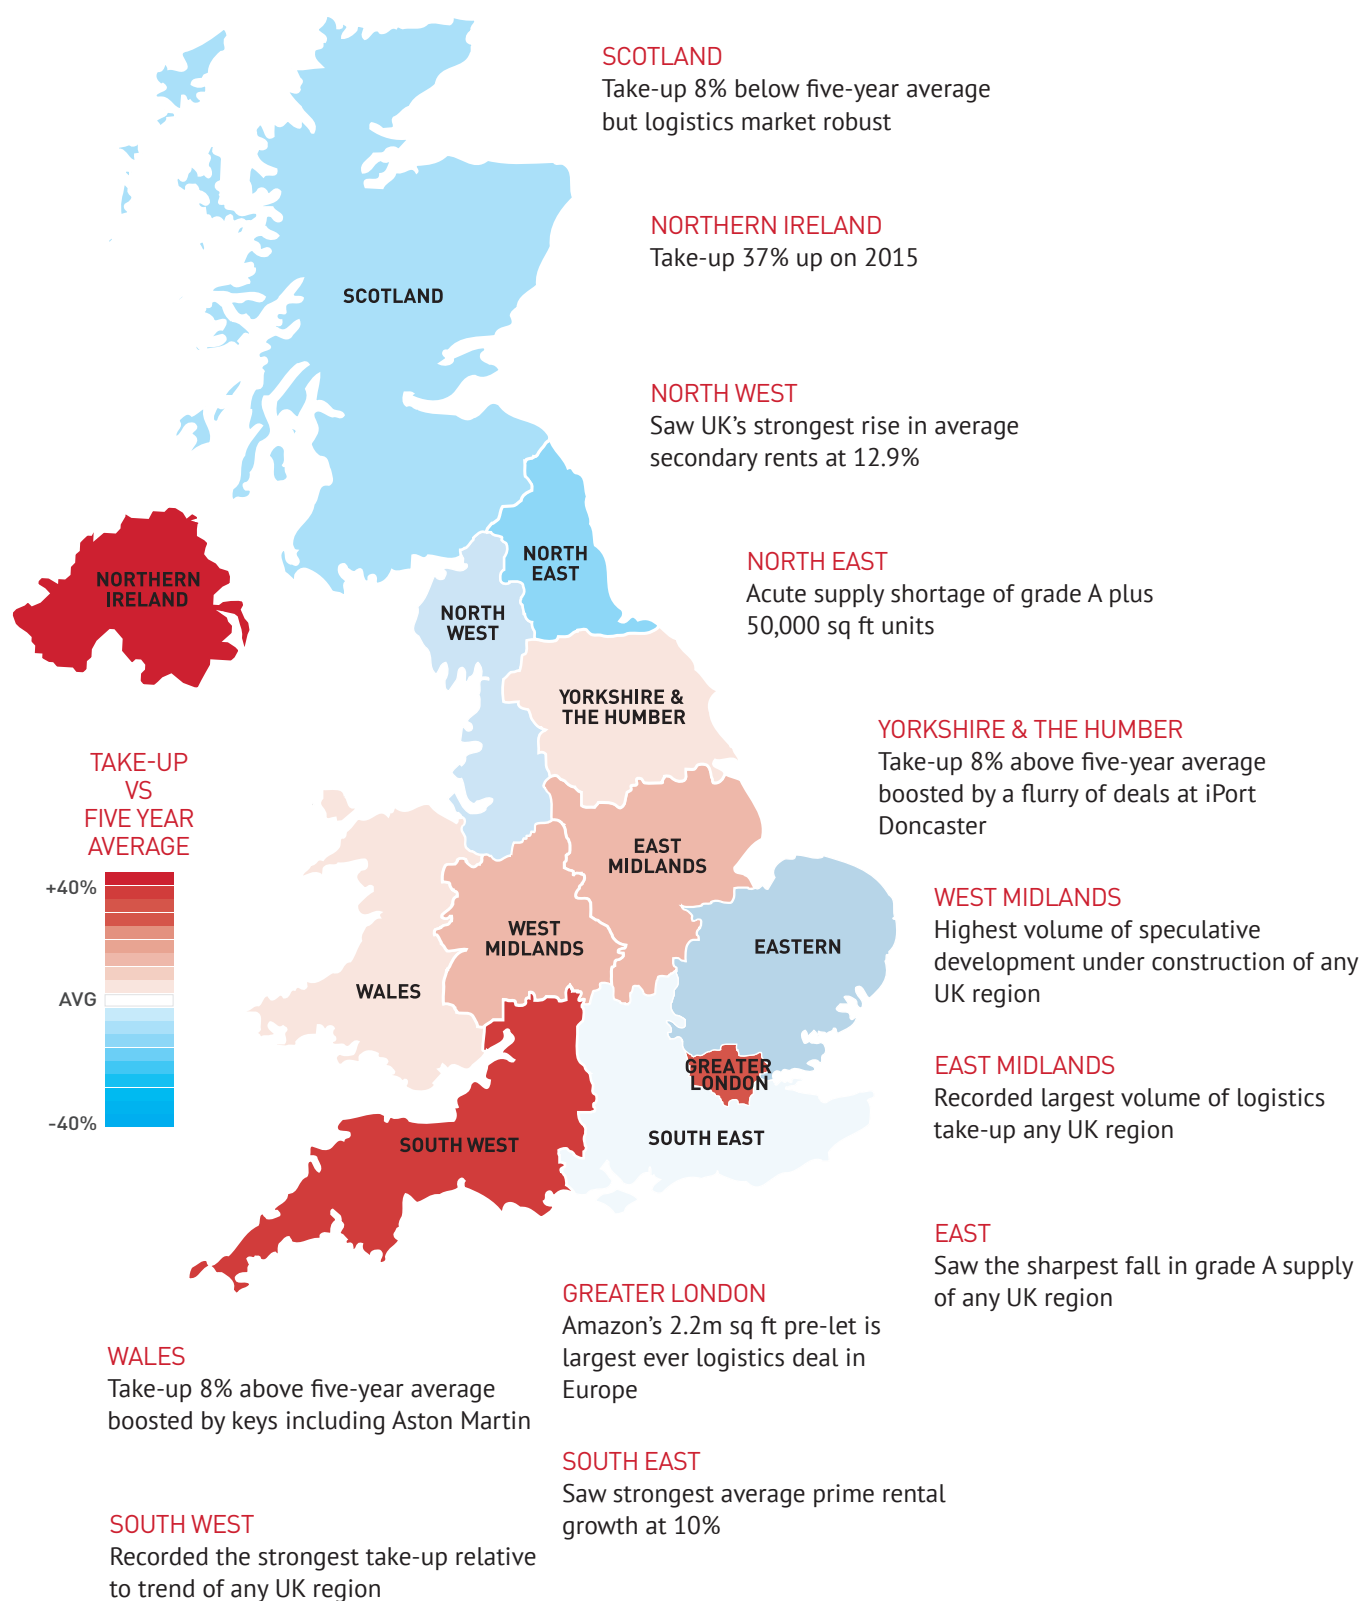 SCOTLAND
Take-up 8% below five-year average
but logistics market robust
NORTHERN IRELAND
Take-up 37% up on 2015
SCOTLAND
NORTH WEST
Saw UK’s strongest rise in average
secondary rents at 12.9%
NORTH
EAST
NORTHERN
IRELAND
NORTH
WEST
NORTH EAST
Acute supply shortage of grade A plus
50,000 sq ft units
YORKSHIRE &
THE HUMBER
YORKSHIRE & THE HUMBER
Take-up 8% above five-year average
boosted by a flurry of deals at iPort
Doncaster
TAKE-UP
VS
FIVE YEAR
AVERAGE
+40%
AVG
-40%
EAST
MIDLANDS
WEST
MIDLANDS
EASTERN
WALES
WEST MIDLANDS
Highest volume of speculative
development under construction of any
UK region
GREATER
LONDON
EAST MIDLANDS
Recorded largest volume of logistics
take-up any UK region
SOUTH WEST
SOUTH EAST
EAST
Saw the sharpest fall in grade A supply
of any UK region
GREATER LONDON
Amazon’s 2.2m sq ft pre-let is
largest ever logistics deal in
Europe
WALES
Take-up 8% above five-year average
boosted by keys including Aston Martin
SOUTH EAST
Saw strongest average prime rental
growth at 10%
SOUTH WEST
Recorded the strongest take-up relative
to trend of any UK region